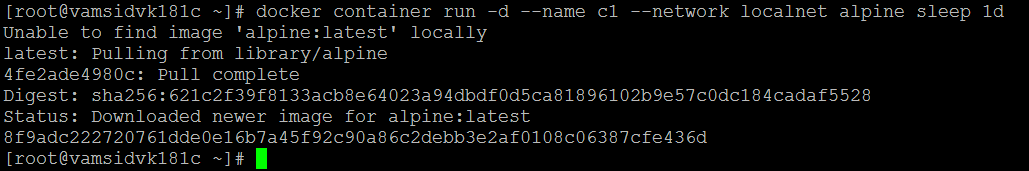 [root@vamsidvk181c ~]# docker container run -d --name c1 --network localnet alpine sleep 1d
Unable to find image 'alpine:latest' locally
latest: Pulling from library/alpine
4fe2ade4980c: Pull complete
Digest: sha256:621c2f39f8133acb8e64023a94dbdf0d5ca81896102b9e57c0dc184cadaf5528
Status: Downloaded newer image for alpine:latest
8f9adc222720761dde0e16b7a45f92c90a86c2debb3e2af0108c06387cfe436d
[root@vamsidvk181c ~]#